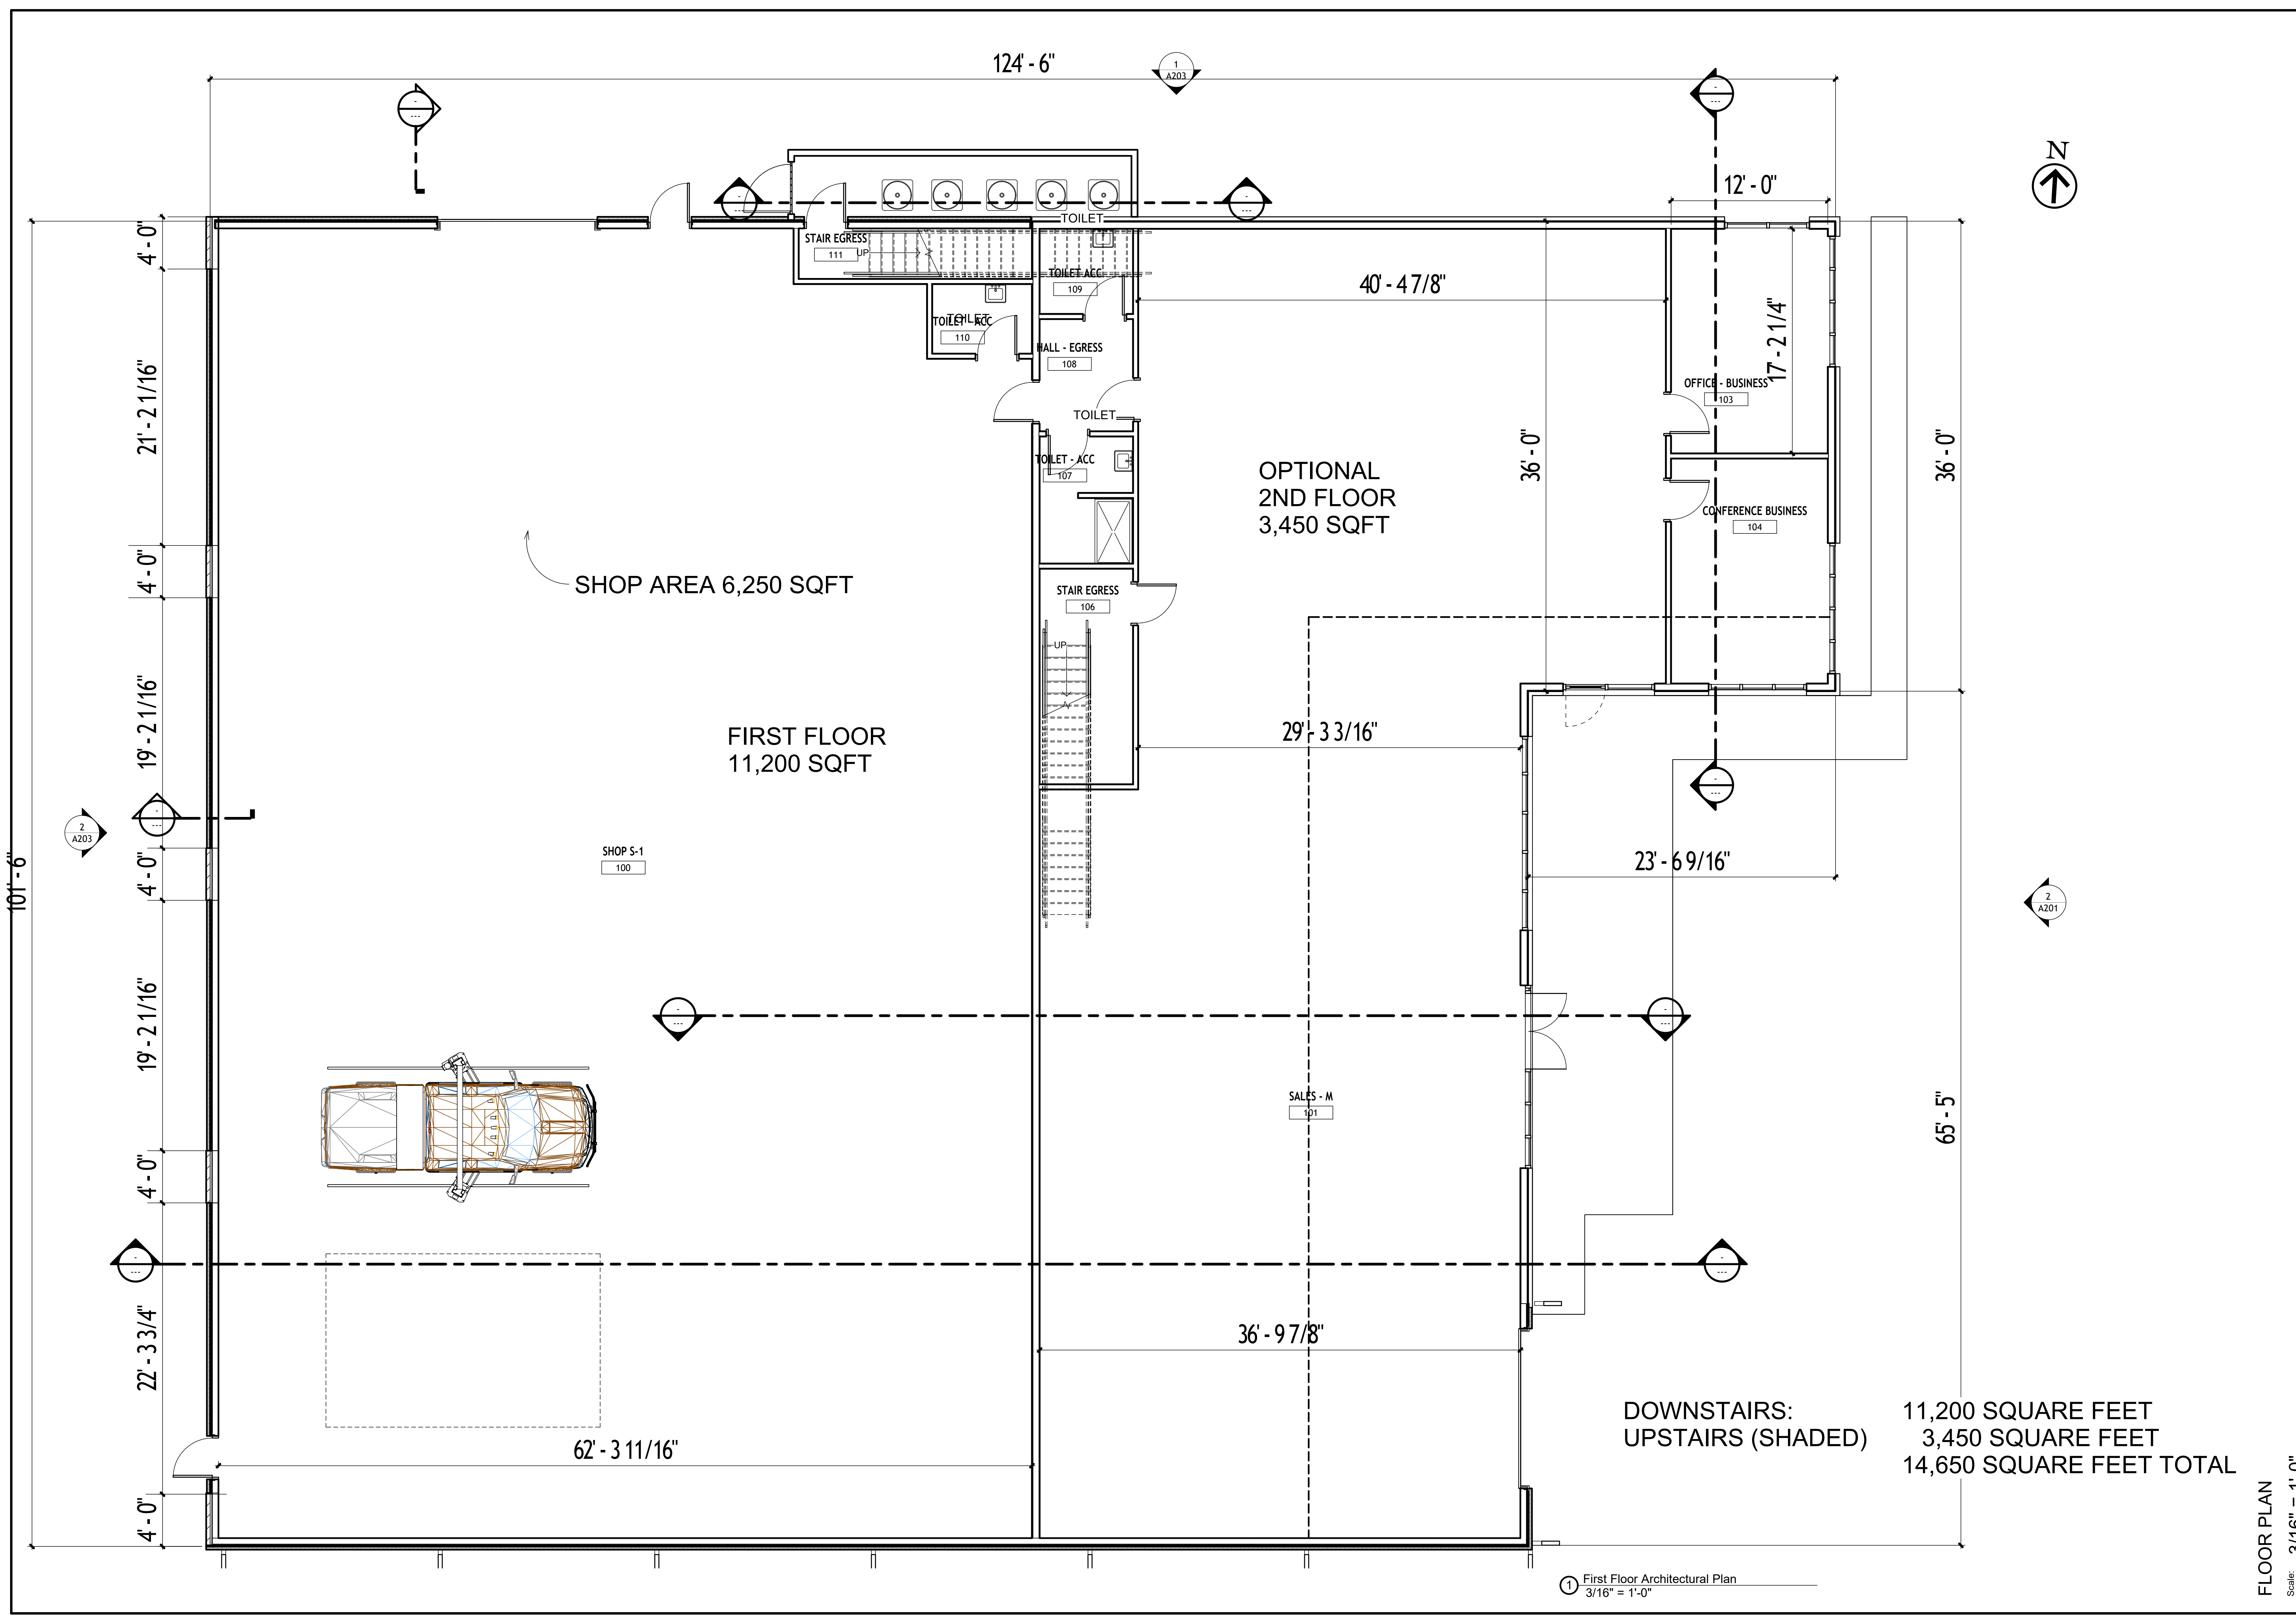 124' - 6"
1
A203
-
---
-
---
N
12' - 0"
-
---
-
---
TOILET
4' - 0"
STAIR EGRESS
111
UP
TOILET ACC
109
40' - 4 7/8"
17' - 2 1/4"
TOILET
TOILET - ACC
110
HALL - EGRESS
108
21' - 2 1/16"
OFFICE - BUSINESS
103
TOILET
36' - 0"
36' - 0"
TOILET - ACC
107
OPTIONAL
2ND FLOOR
3,450 SQFT
CONFERENCE BUSINESS
104
4' - 0"
SHOP AREA 6,250 SQFT
STAIR EGRESS
106
UP
19' - 2 1/16"
FIRST FLOOR
11,200 SQFT
29' - 3 3/16"
-
---
-
---
2
A203
101' - 6"
4' - 0"
SHOP S-1
100
23' - 6 9/16"
2
A201
19' - 2 1/16"
-
---
-
---
SALES - M
101
65' - 5"
4' - 0"
-
---
-
---
22' - 3 3/4"
36' - 9 7/8"
62' - 3 11/16"
DOWNSTAIRS: 11,200 SQUARE FEET
UPSTAIRS (SHADED) 3,450 SQUARE FEET
14,650 SQUARE FEET TOTAL
4' - 0"
1
First Floor Architectural Plan
3/16" = 1'-0"
FLOOR PLAN
Scale: 3/16" = 1'-0"